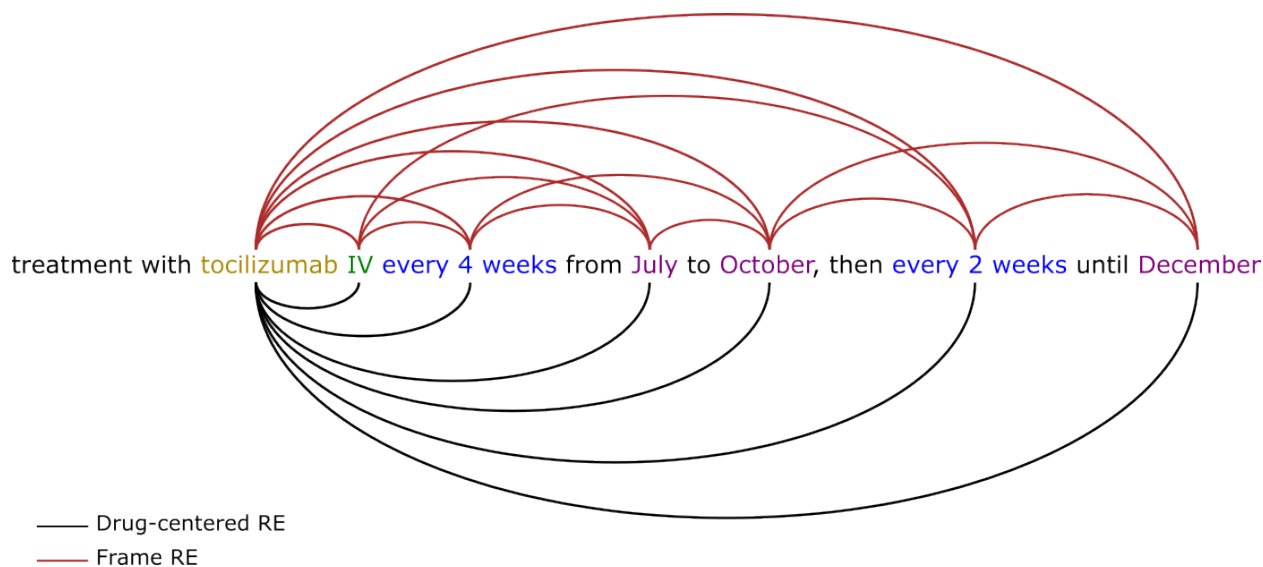 treatment with tocilizumab IV every 4 weeks from July to October, then every 2 weeks until December
Drug-centered RE
Frame RE